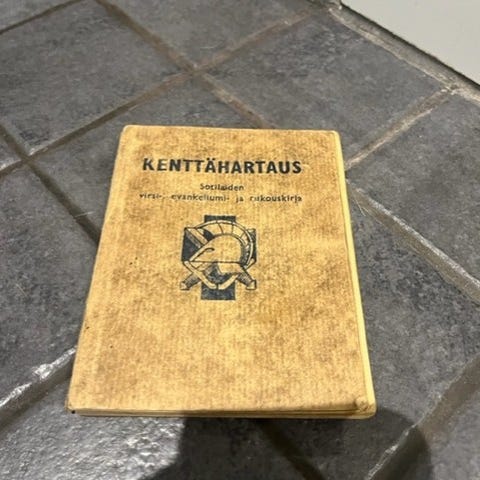 KENTTÄHARTAUS
Sotilaiden
virsi-, evankeliumi- ja rukouskirja